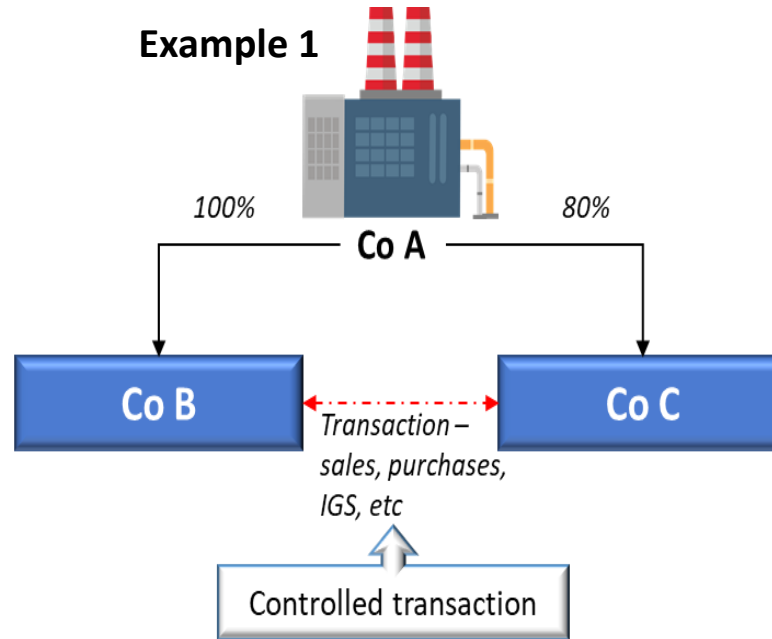 Example 1
100%
80%
Co A
Co B
Co C
Transaction –
sales, purchases,
IGS, etc
Controlled transaction